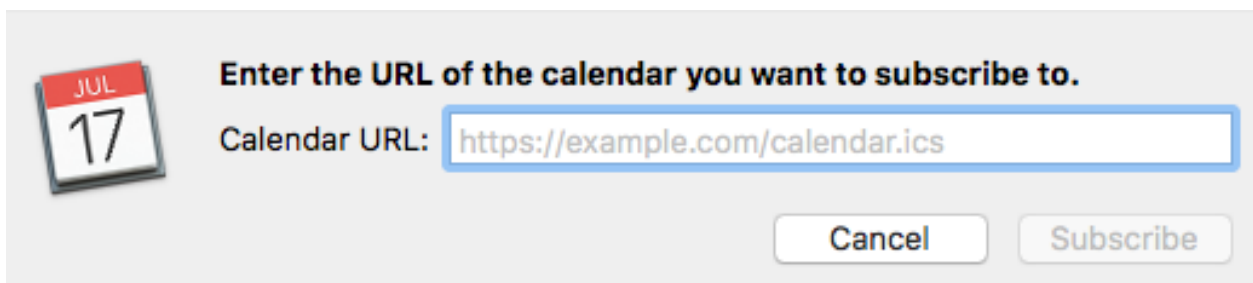 JUL
17
Enter the URL of the calendar you want to subscribe to.
Calendar URL: https://example.com/calendar.ics
Cancel Subscribe